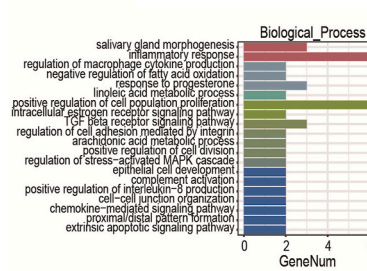 Biological_Process
salivary gland morphogenesis
inflammatory response
regulation of macrophage cytokine production
negative regulation of fatty acid oxidation
response to progesterone
linoleic acid metabolic process
positive regulation of cell population proliferation
intracellular estrogen receptor signaling pathway
TGF beta receptor signaling pathway
regulation of cell adhesion mediated by integrin
arachidonic acid metabolic process
positive regulation of cell division
regulation of stress-activated MAPK cascade
epithelial cell development
complement activation
positive regulation of interleukin-8 production
cell-cell junction organization
chemokine-mediated signaling pathway
proximal/distal pattern formation
extrinsic apoptotic signaling pathway
0 2 4
GeneNum